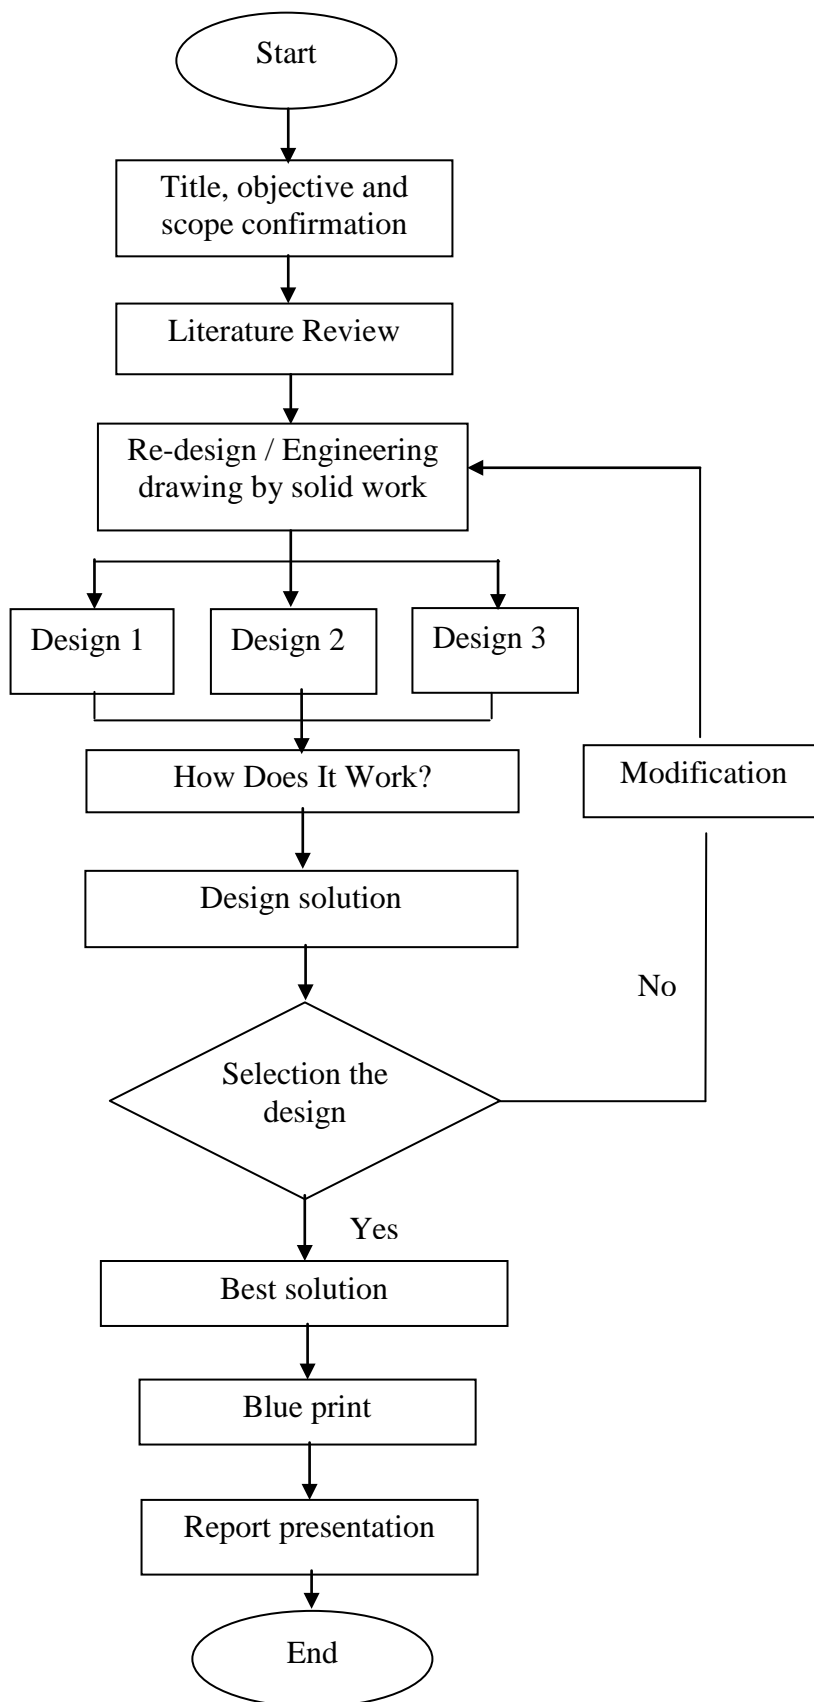 Start
Title, objective and
scope confirmation
Literature Review
Re-design / Engineering
drawing by solid work
Design 1
Design 2
Design 3
How Does It Work?
Modification
Design solution
No
Selection the
design
Yes
Best solution
Blue print
Report presentation
End